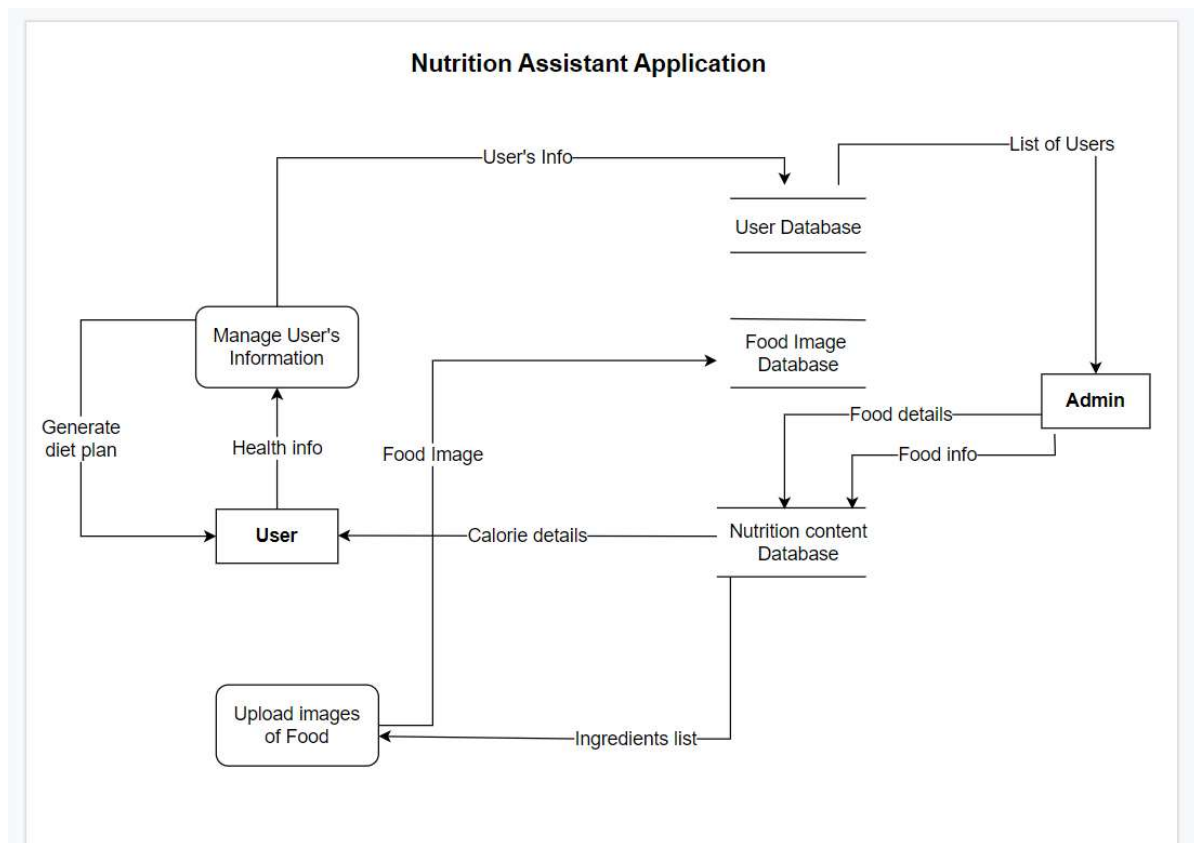 Nutrition Assistant Application
User's Info
List of Users
User Database
Manage User's
Information
Food Image
Database
Admin
Food details
Generate
diet plan
Health info
Food Image
Food info
User
Calorie details
Nutrition content
Database
Upload images
of Food
Ingredients list